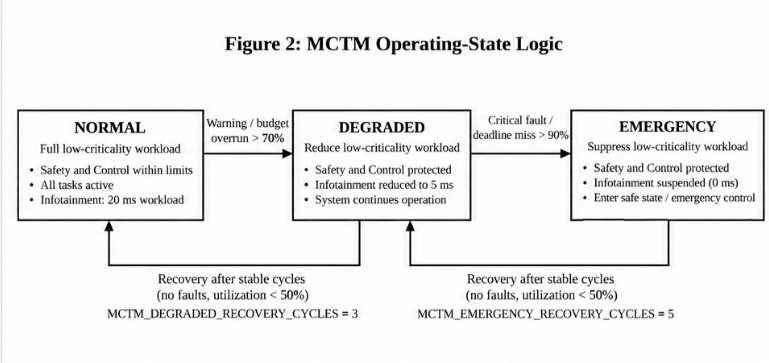 Figure 2: MCTM Operating-State Logic
NORMAL
Full low-criticality workload
• Safety and Control within limits
• All tasks active
• Infotainment: 20 ms workload
Warning / budget
overrun > 70%
DEGRADED
Reduce low-criticality workload
• Safety and Control protected
• Infotainment reduced to 5 ms
• System continues operation
Critical fault /
deadline miss > 90%
EMERGENCY
Suppress low-criticality workload
• Safety and Control protected
• Infotainment suspended (0 ms)
• Enter safe state / emergency control
Recovery after stable cycles
(no faults, utilization < 50%)
MCTM_DEGRADED_RECOVERY_CYCLES = 3
Recovery after stable cycles
(no faults, utilization < 50%)
MCTM_EMERGENCY_RECOVERY_CYCLES = 5